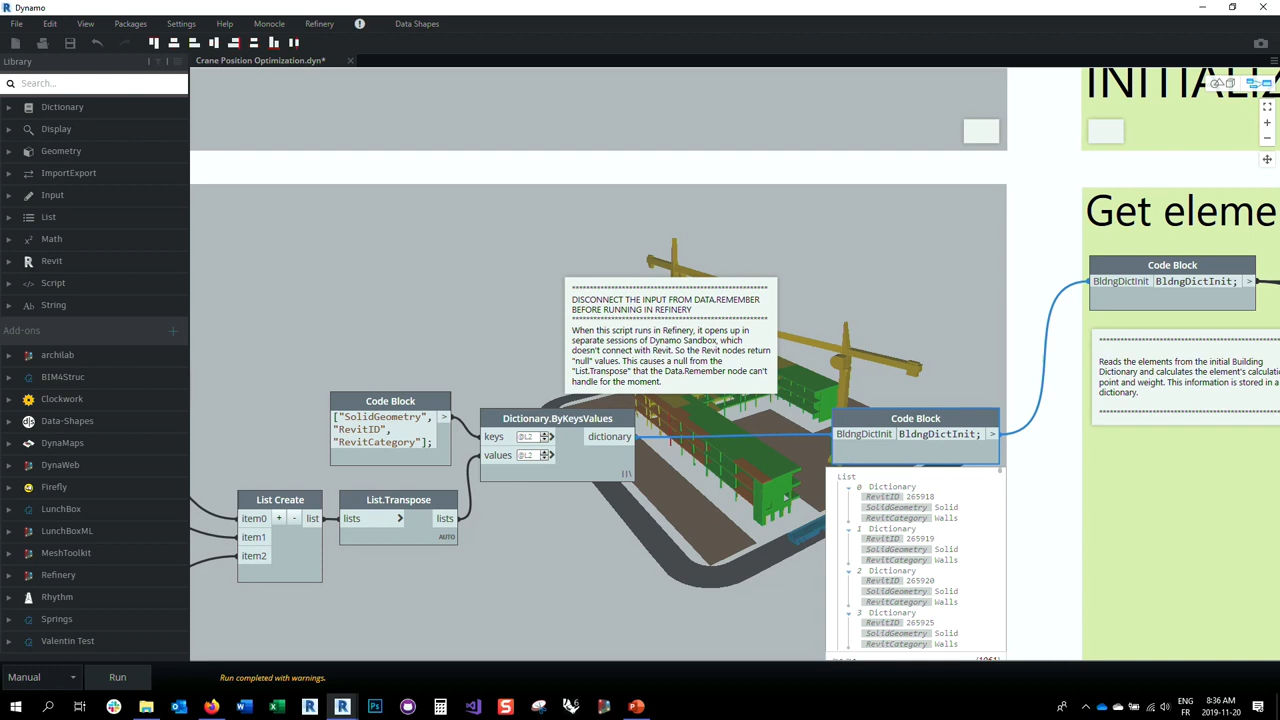 Dynamo
File Edit View Packages Settings Help Monocle Refinery Data Shapes
Library
Crane Position Optimization.dyn*
Search...
Dictionary
Display
Geometry
ImportExport
Input
List
Math
Revit
Script
String
Add-ons
archilab
BIM4Struc
Clockwork
Data-Shapes
DynaMaps
DynaWeb
Firefly
LunchBox
LunchBoxML
MeshToolkit
Refinery
Rhythm
Springs
Valentin Test
Get eleme
Code Block
BldngDictInit BldngDictInit; >
Reads the elements from the initial Building
Dictionary and calculates the element's calculatio
point and weight. This information is stored in a
dictionary.
DISCONNECT THE INPUT FROM DATA.REMEMBER
BEFORE RUNNING IN REFINERY
When this script runs in Refinery, it opens up in
separate sessions of Dynamo Sandbox, which
doesn't connect with Revit. So the Revit nodes return
"null" values. This causes a null from the
"List.Transpose" that the Data.Remember node can't
handle for the moment.
Code Block
["SolidGeometry", >
"RevitID",
"RevitCategory"];
Dictionary.ByKeysValues
keys @L2 > dictionary
values @L2 >
Code Block
BldngDictInit BldngDictInit; >
List Create
item0 + - list
item1
item2
List.Transpose
lists > lists
AUTO
List
0 Dictionary
RevitID 265918
SolidGeometry Solid
RevitCategory Walls
1 Dictionary
RevitID 265919
SolidGeometry Solid
RevitCategory Walls
2 Dictionary
RevitID 265920
SolidGeometry Solid
RevitCategory Walls
3 Dictionary
RevitID 265925
SolidGeometry Solid
RevitCategory Walls
Manual Run Run completed with warnings.
ENG
FR
8:36 AM
2019-11-20